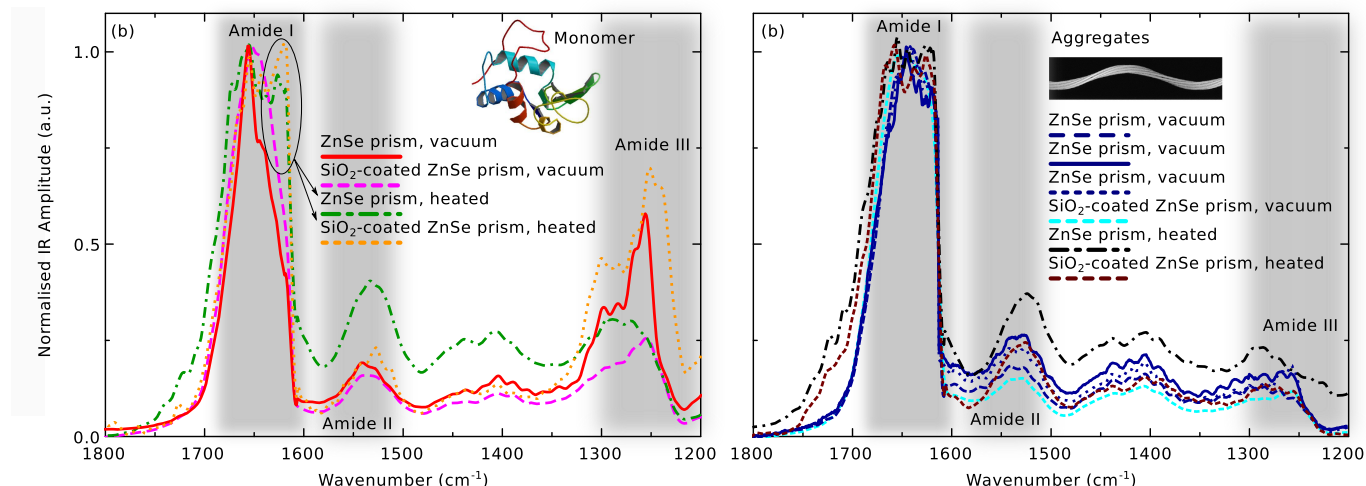 (b)
Amide I
Monomer
Amide III
ZnSe prism, vacuum
SiO2-coated ZnSe prism, vacuum
ZnSe prism, heated
SiO2-coated ZnSe prism, heated
Amide II
Normalised IR Amplitude (a.u.)
1.0
0.5
0.0
1800
1700
1600
1500
1400
1300
1200
Wavenumber (cm-1)
(b)
Amide I
Aggregates
ZnSe prism, vacuum
ZnSe prism, vacuum
ZnSe prism, vacuum
SiO2-coated ZnSe prism, vacuum
ZnSe prism, heated
SiO2-coated ZnSe prism, heated
Amide III
Amide II
1800
1700
1600
1500
1400
1300
1200
Wavenumber (cm-1)